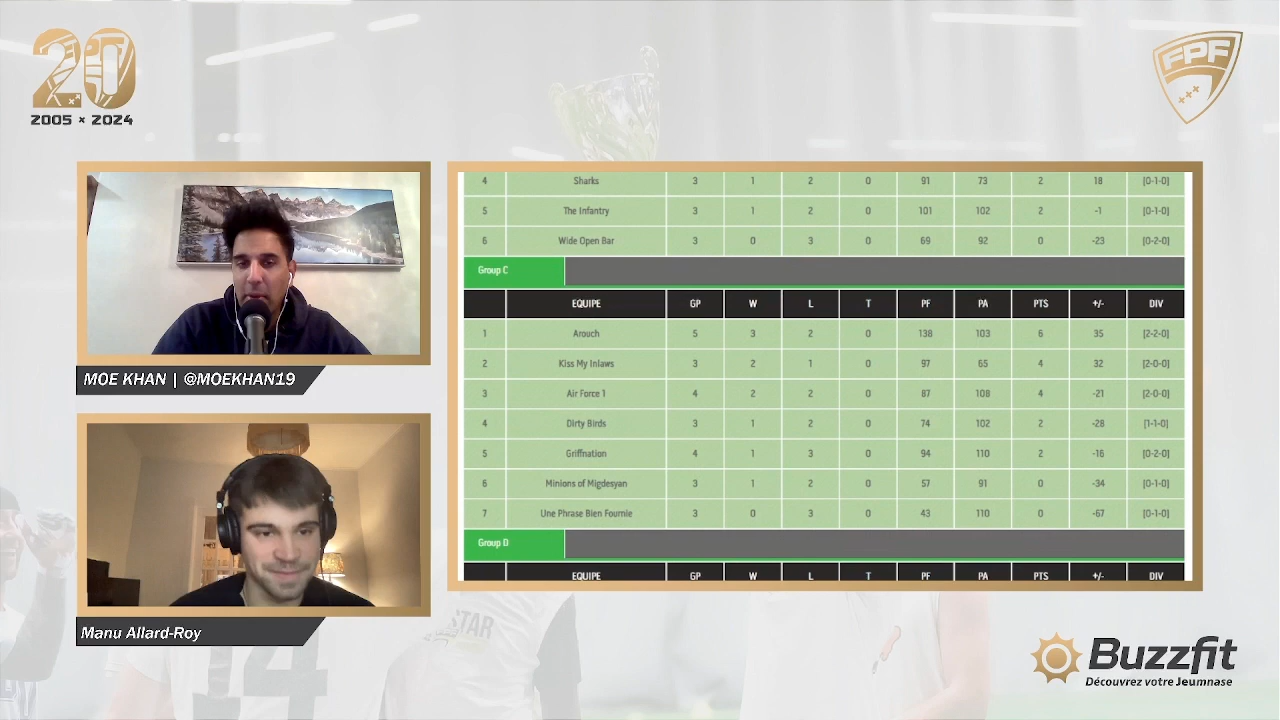 20
2005 × 2024
FPF
4 Sharks 3 1 2 0 91 73 2 18 [0-1-0]
5 The Infantry 3 1 2 0 101 102 2 -1 [0-1-0]
6 Wide Open Bar 3 0 3 0 69 92 0 -23 [0-2-0]
Group C
EQUIPE GP W L T PF PA PTS +/- DIV
1 Arouch 5 3 2 0 138 103 6 35 [2-2-0]
2 Kiss My Inlaws 3 2 1 0 97 65 4 32 [2-0-0]
3 Air Force 1 4 2 2 0 87 108 4 -21 [2-0-0]
4 Dirty Birds 3 1 2 0 74 102 2 -28 [1-1-0]
5 Griffnation 4 1 3 0 94 110 2 -16 [0-2-0]
6 Minions of Migdesyan 3 1 2 0 57 91 0 -34 [0-1-0]
7 Une Phrase Bien Fournie 3 0 3 0 43 110 0 -67 [0-1-0]
Group D
EQUIPE GP W L T PF PA PTS +/- DIV
MOE KHAN | @MOEKHAN19
Manu Allard-Roy
STAR
14
Buzzfit
Découvrez votre Jeumnase